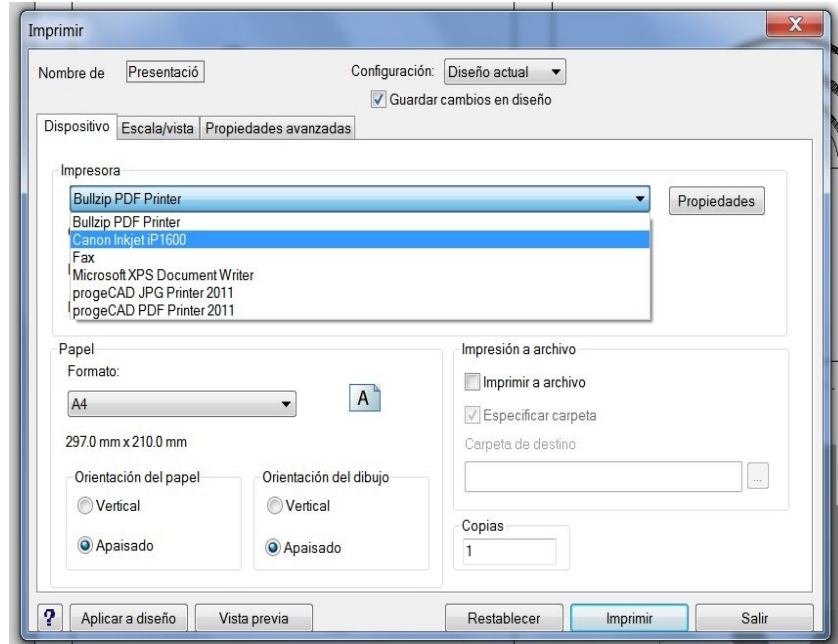 Imprimir
X
Nombre de Presentació Configuración: Diseño actual
Guardar cambios en diseño
Dispositivo Escala/vista Propiedades avanzadas
Impresora
Bullzip PDF Printer Propiedades
Bullzip PDF Printer
Canon Inkjet iP1600
Fax
Microsoft XPS Document Writer
progeCAD JPG Printer 2011
progeCAD PDF Printer 2011
Papel
Formato:
A4
A
297.0 mm x 210.0 mm
Orientación del papel
Vertical
Apaisado
Orientación del dibujo
Vertical
Apaisado
Impresión a archivo
Imprimir a archivo
Especificar carpeta
Carpeta de destino
...
Copias
1
? Aplicar a diseño Vista previa Restablecer Imprimir Salir